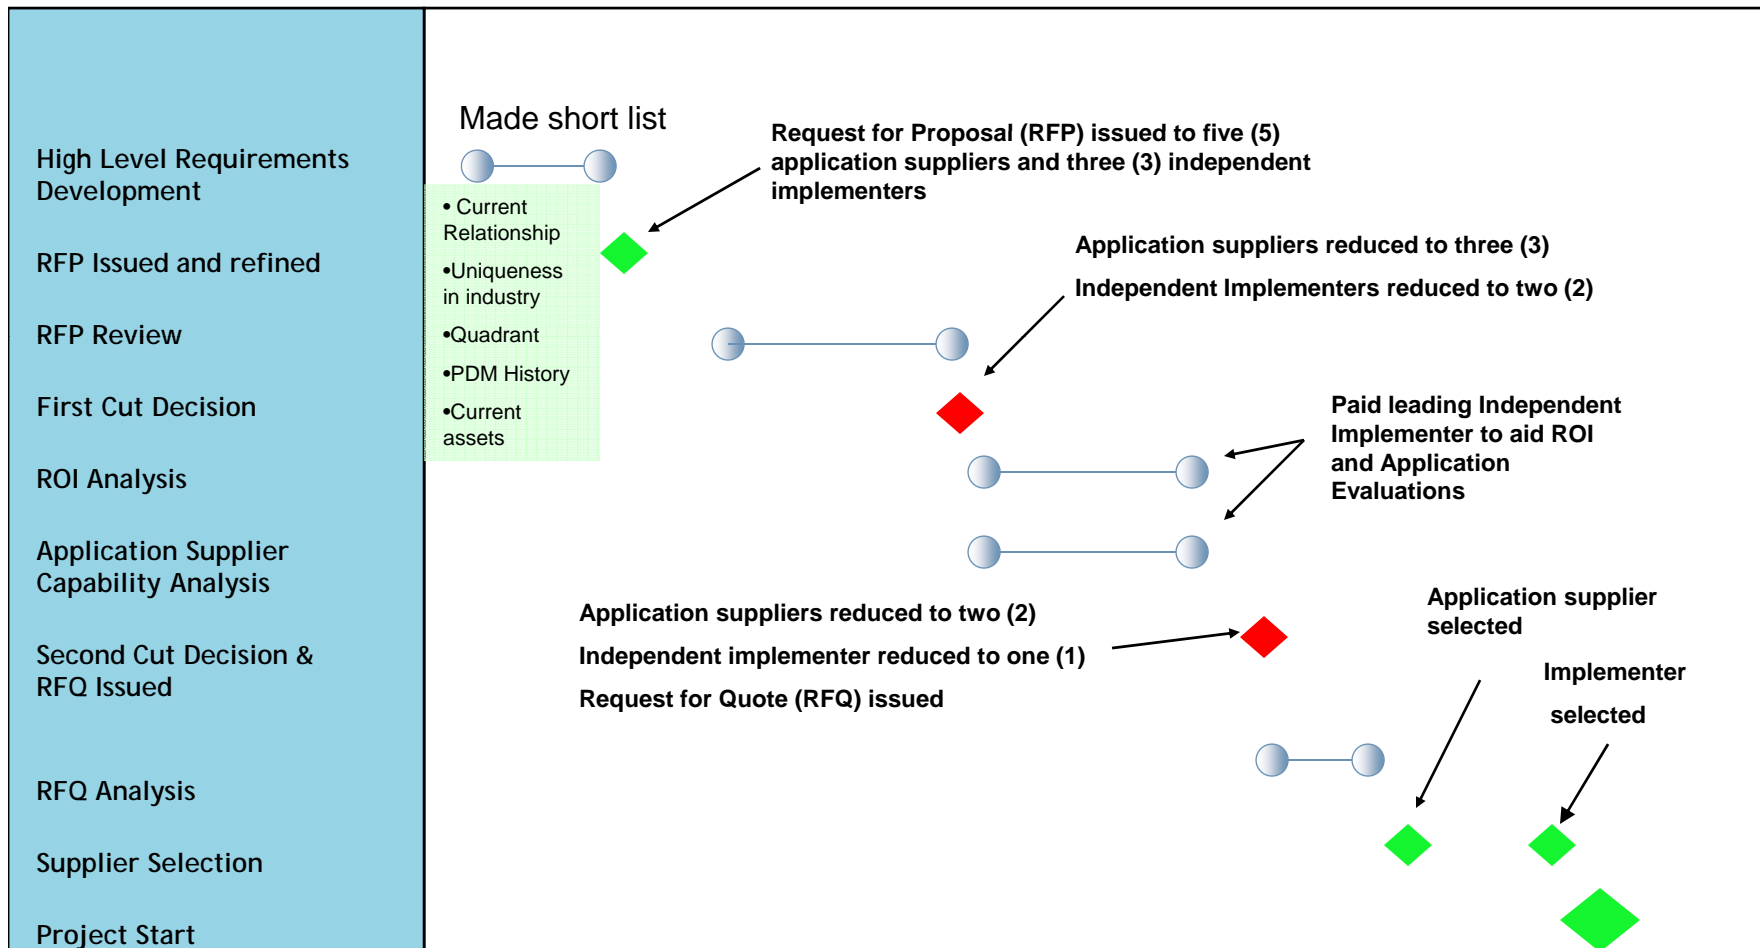 High Level Requirements
Development
RFP Issued and refined
RFP Review
First Cut Decision
ROI Analysis
Application Supplier
Capability Analysis
Second Cut Decision &
RFQ Issued
RFQ Analysis
Supplier Selection
Project Start
Made short list
• Current
Relationship
•Uniqueness
in industry
•Quadrant
•PDM History
•Current
assets
Request for Proposal (RFP) issued to five (5)
application suppliers and three (3) independent
implementers
Application suppliers reduced to three (3)
Independent Implementers reduced to two (2)
Paid leading Independent
Implementer to aid ROI
and Application
Evaluations
Application suppliers reduced to two (2)
Independent implementer reduced to one (1)
Request for Quote (RFQ) issued
Application supplier
selected
Implementer
selected